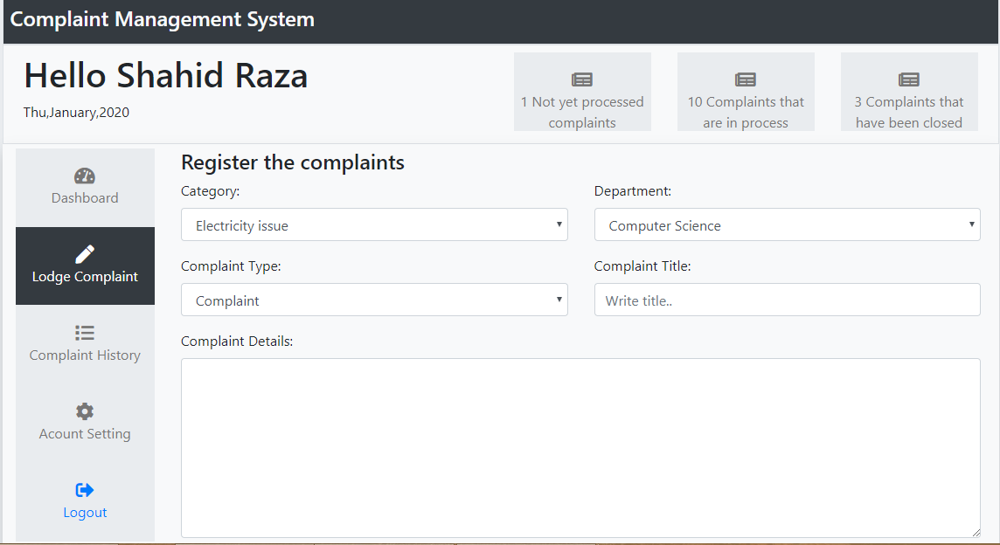 Complaint Management System
Hello Shahid Raza
Thu,January,2020
1 Not yet processed
complaints
10 Complaints that
are in process
3 Complaints that
have been closed
Dashboard
Lodge Complaint
Complaint History
Acount Setting
Logout
Register the complaints
Category:
Department:
Electricity issue
Computer Science
Complaint Type:
Complaint Title:
Complaint
Write title..
Complaint Details: